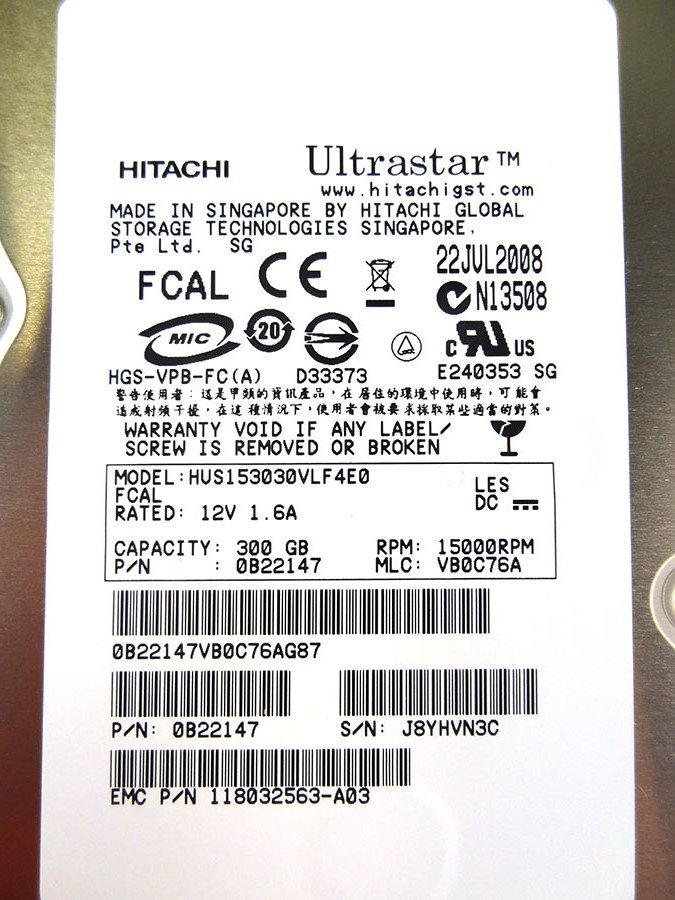 HITACHI Ultrastar™
www.hitachigst.com
MADE IN SINGAPORE BY HITACHI GLOBAL
STORAGE TECHNOLOGIES SINGAPORE,
Pte Ltd. SG
22JUL2008
FCAL CE
N13508
MIC 20 c RU US
HGS-VPB-FC(A) D33373 E240353 SG
警告使用者：這是甲類的資訊產品，在居住的環境中使用時，可能會
造成射頻干擾，在這種情況下，使用者會被要求採取某些適當的對策。
WARRANTY VOID IF ANY LABEL/
SCREW IS REMOVED OR BROKEN
MODEL:HUS153030VLF4E0
FCAL LES
RATED: 12V 1.6A DC
CAPACITY: 300 GB RPM: 15000RPM
P/N : 0B22147 MLC: VB0C76A
0B22147VB0C76AG87
P/N: 0B22147 S/N: J8YHVN3C
EMC P/N 118032563-A03